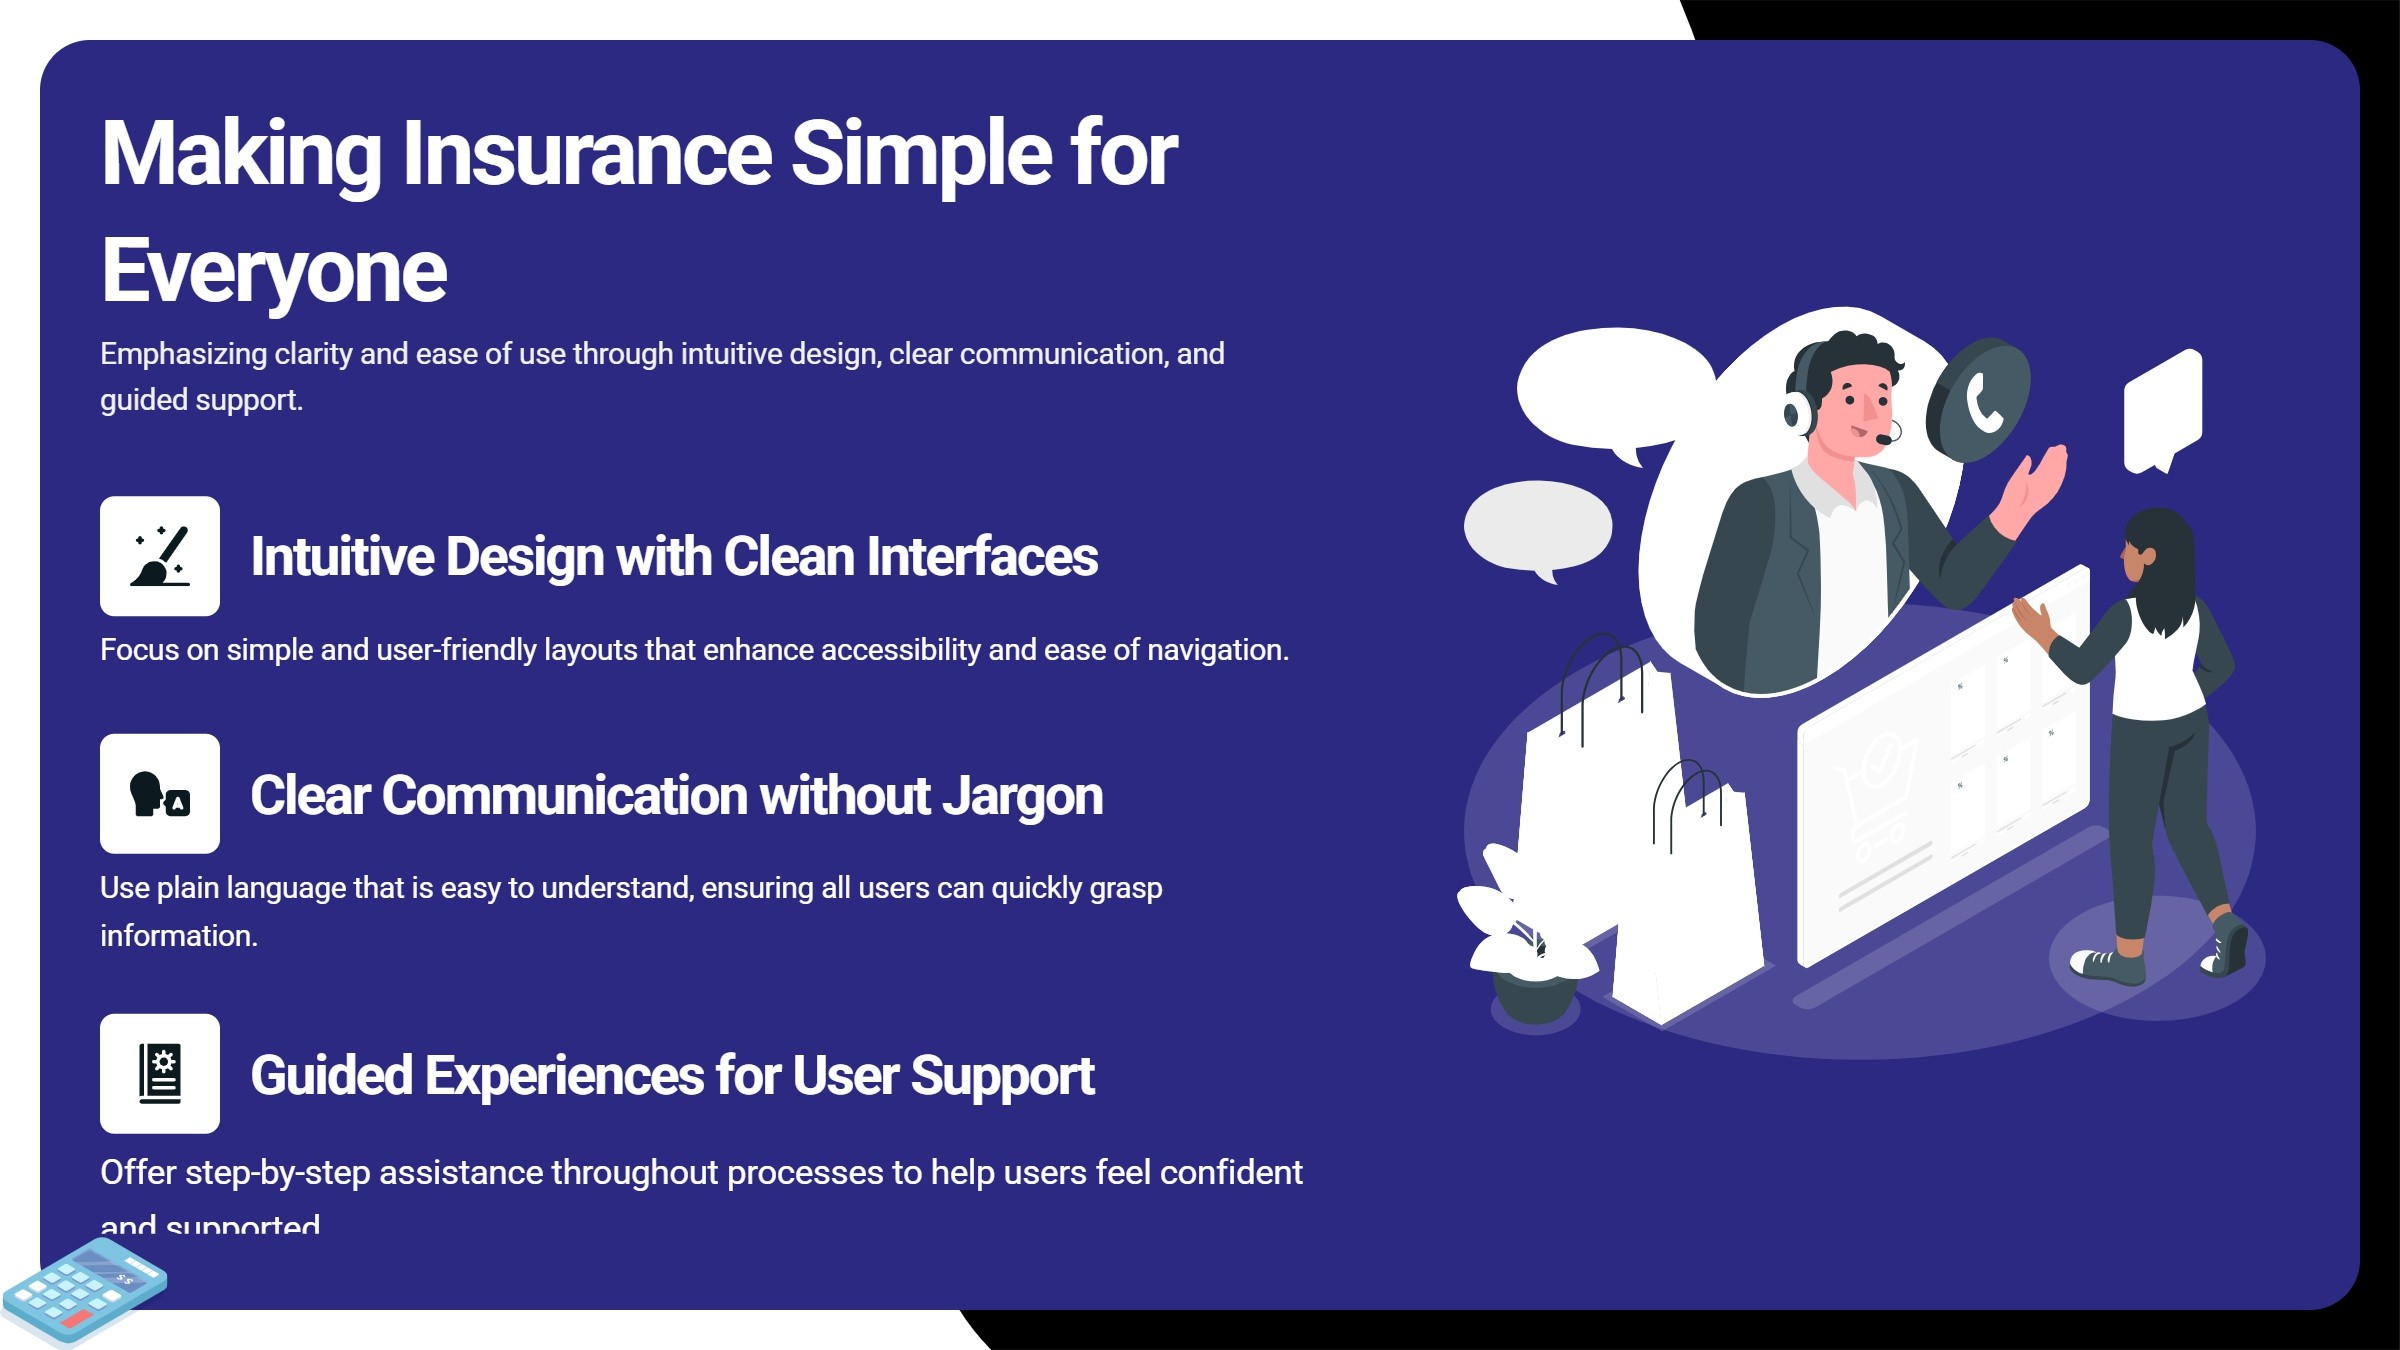 Making Insurance Simple for
Everyone
Emphasizing clarity and ease of use through intuitive design, clear communication, and
guided support.
Intuitive Design with Clean Interfaces
Focus on simple and user-friendly layouts that enhance accessibility and ease of navigation.
A
Clear Communication without Jargon
Use plain language that is easy to understand, ensuring all users can quickly grasp
information.
Guided Experiences for User Support
Offer step-by-step assistance throughout processes to help users feel confident
and supported
$$